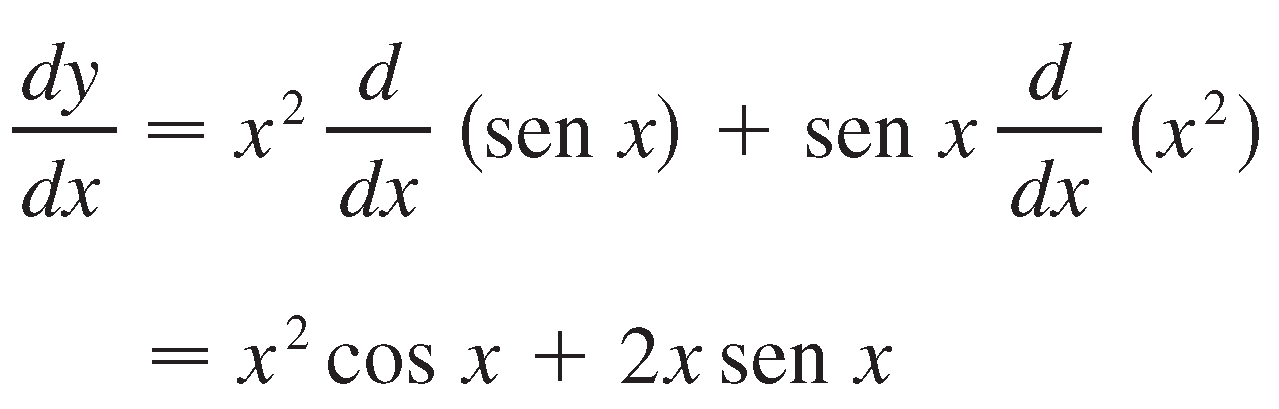 dy/dx = x² d/dx (sen x) + sen x d/dx (x²)
= x² cos x + 2x sen x